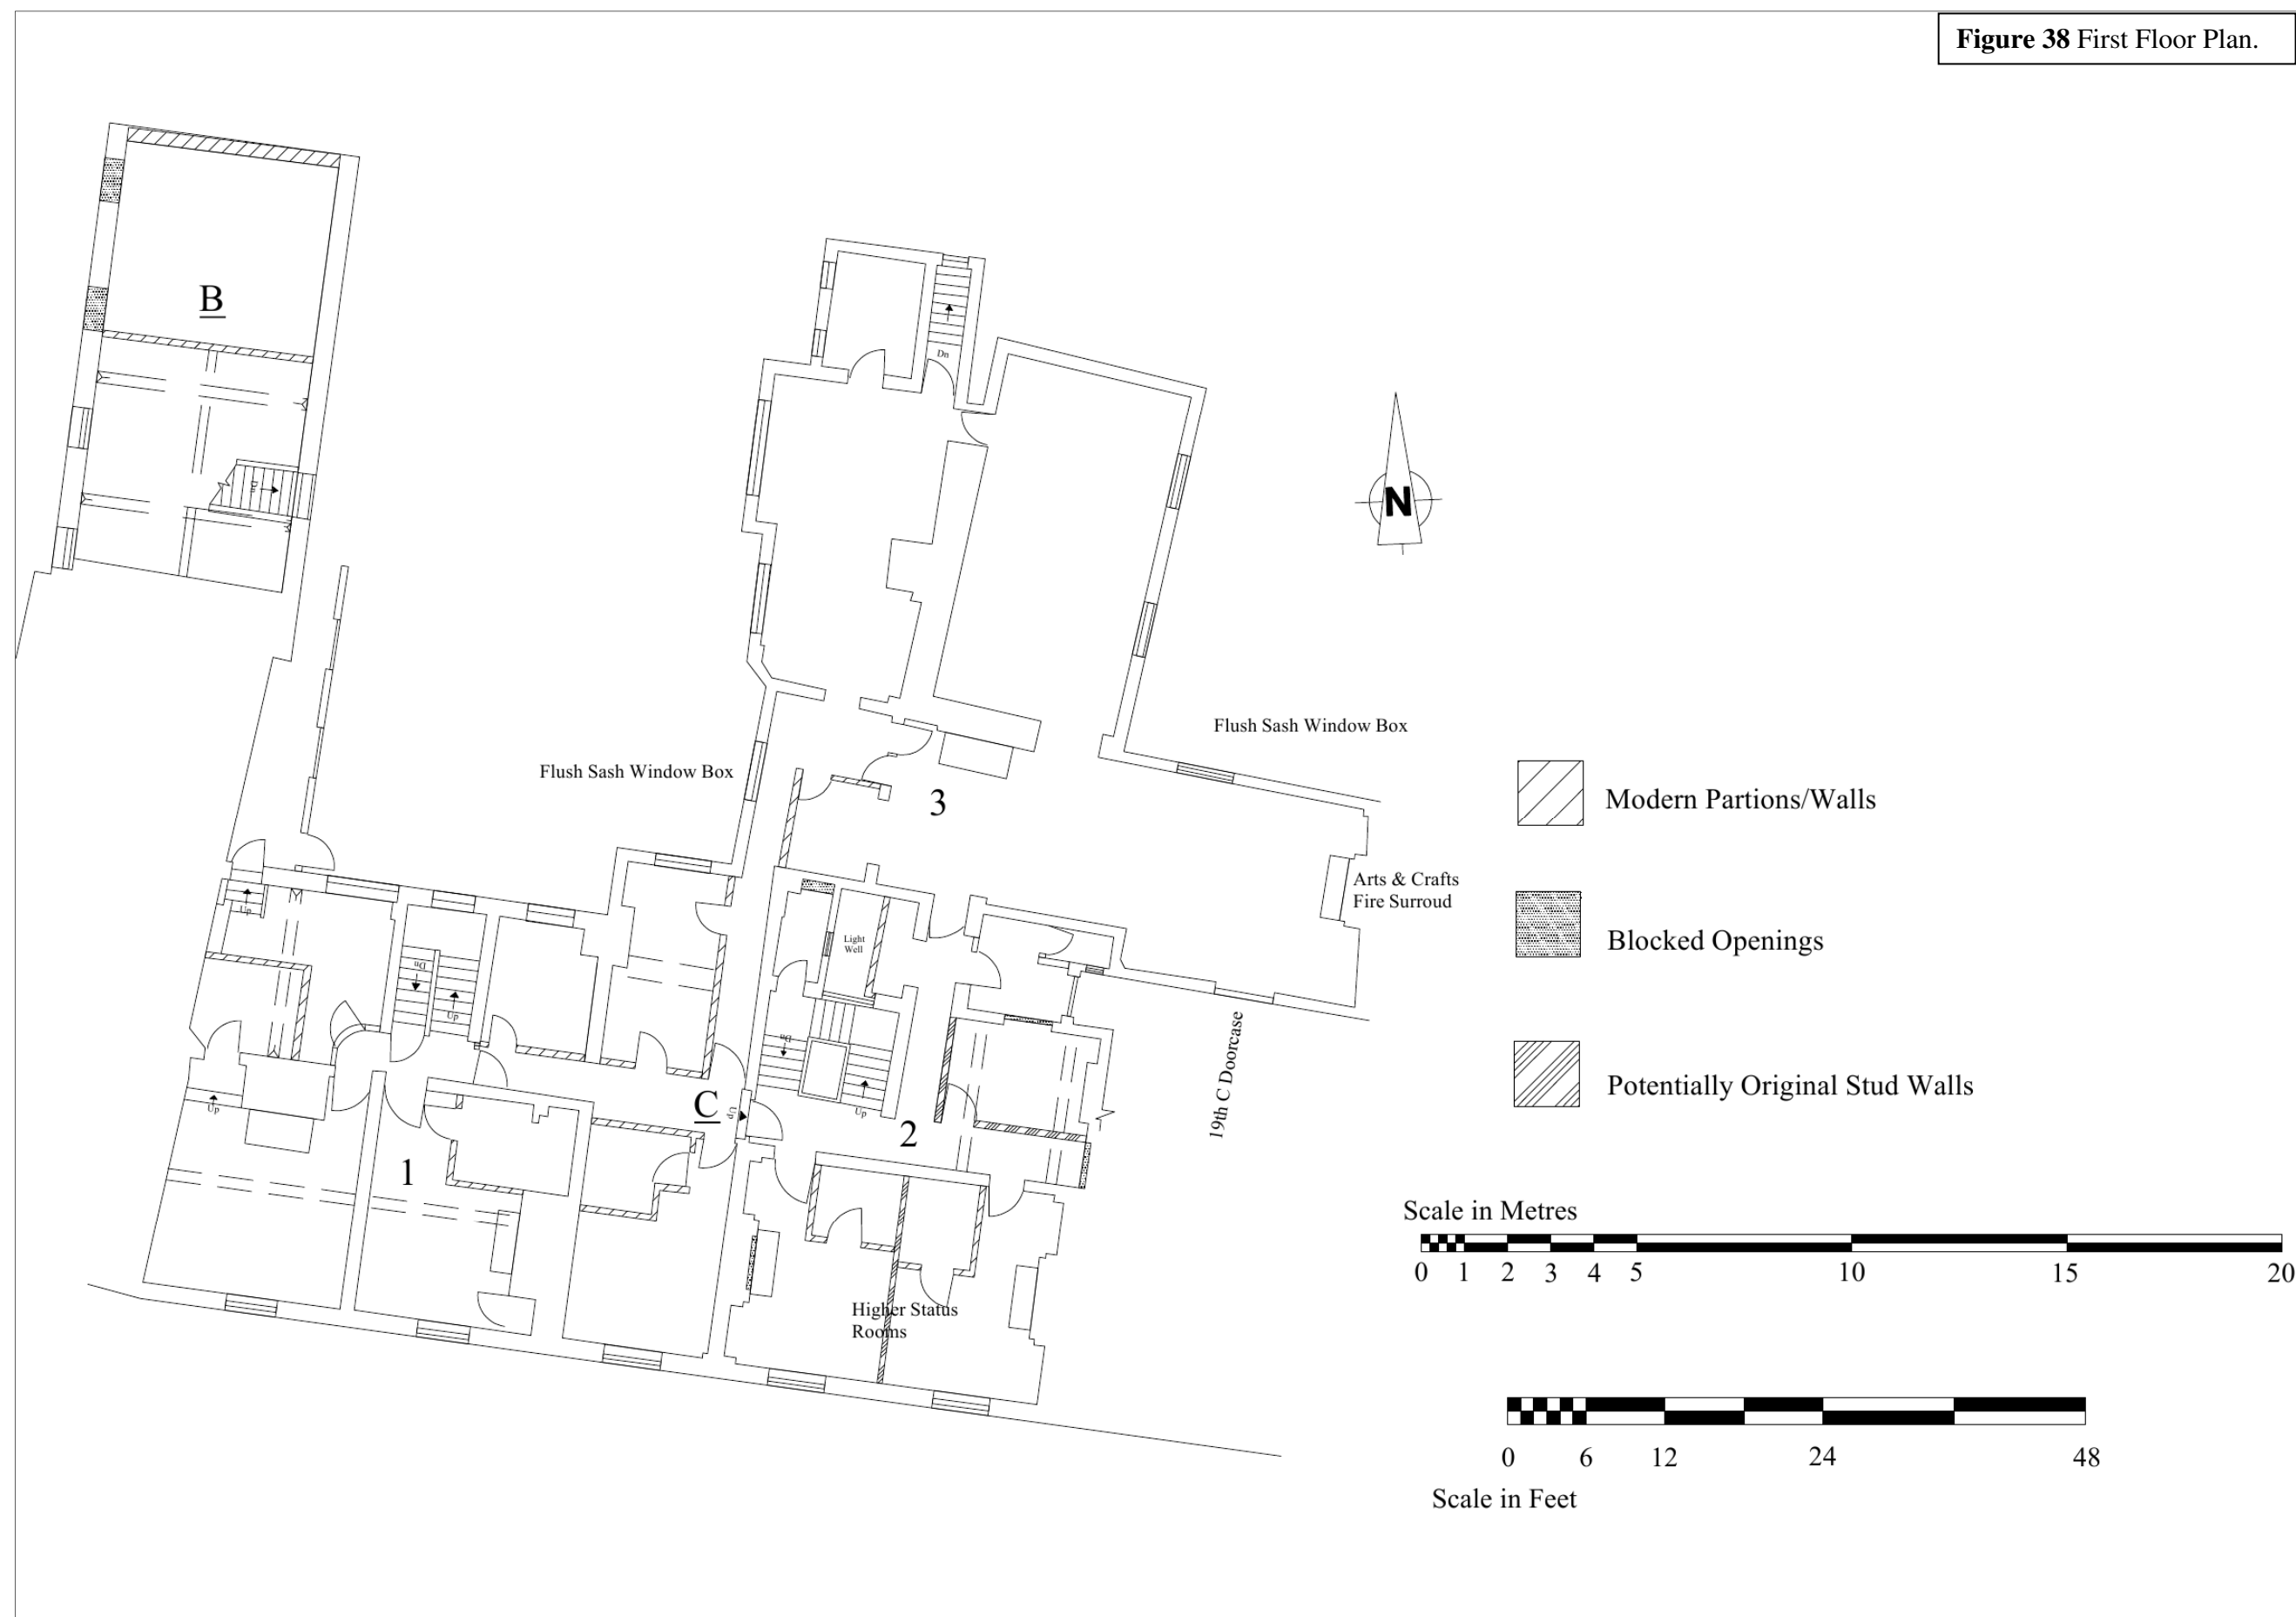 Figure 38 First Floor Plan.
B
Dn
Dn
N
Flush Sash Window Box
Flush Sash Window Box
3
Modern Partions/Walls
Arts & Crafts
Fire Surroud
Up
Light
Well
Blocked Openings
Dn
Up
Dn
Up
19th C Doorcase
Potentially Original Stud Walls
Up
C
Up
2
1
Higher Status
Rooms
Scale in Metres
0 1 2 3 4 5 10 15 20
0 6 12 24 48
Scale in Feet